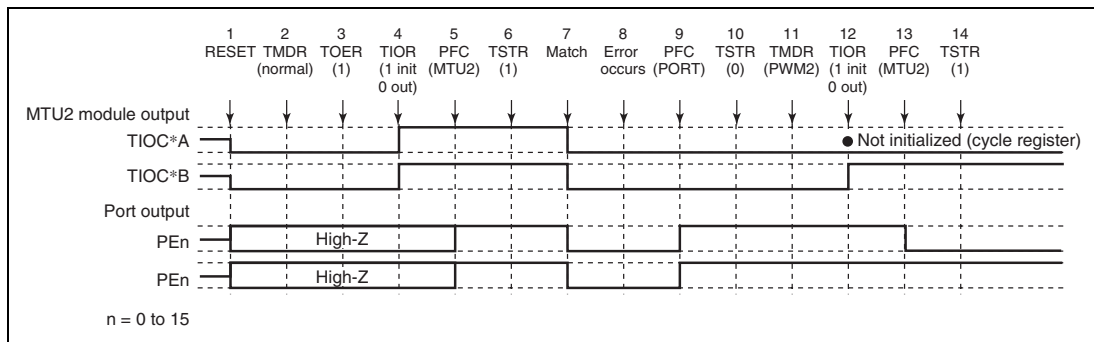 1 2 3 4 5 6 7 8 9 10 11 12 13 14
RESET TMDR TOER TIOR PFC TSTR Match Error PFC TSTR TMDR TIOR PFC TSTR
(normal) (1) (1 init (MTU2) (1) occurs (PORT) (0) (PWM2) (1 init (MTU2) (1)
0 out) 0 out)
MTU2 module output
TIOC*A
● Not initialized (cycle register)
TIOC*B
Port output
PEn
High-Z
PEn
High-Z
n = 0 to 15